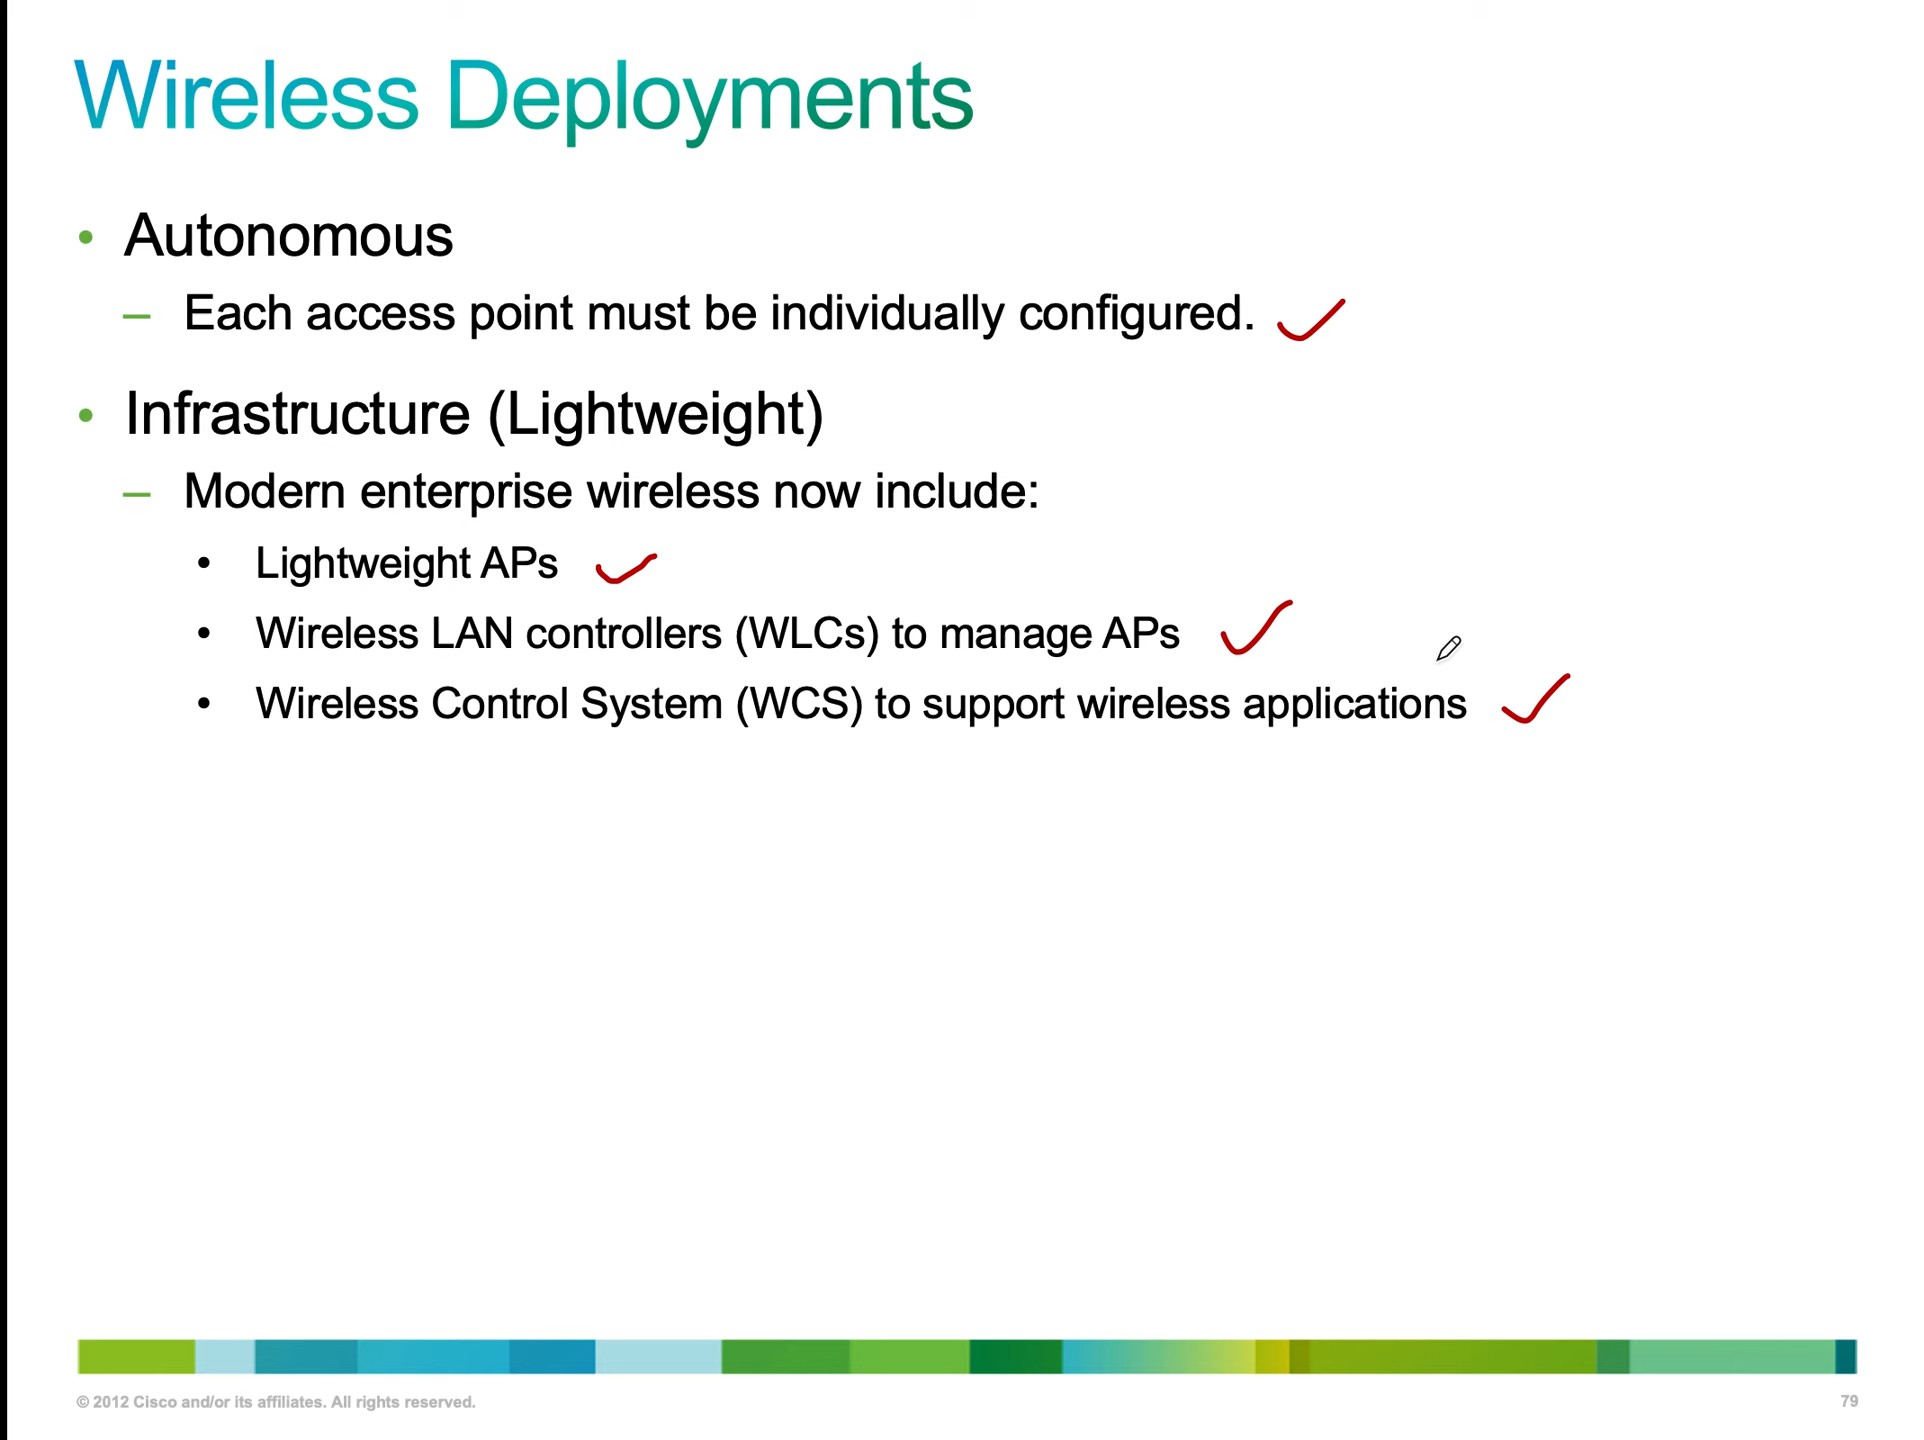 Wireless Deployments
• Autonomous
– Each access point must be individually configured.
• Infrastructure (Lightweight)
– Modern enterprise wireless now include:
• Lightweight APs
• Wireless LAN controllers (WLCs) to manage APs
• Wireless Control System (WCS) to support wireless applications
© 2012 Cisco and/or its affiliates. All rights reserved.
79